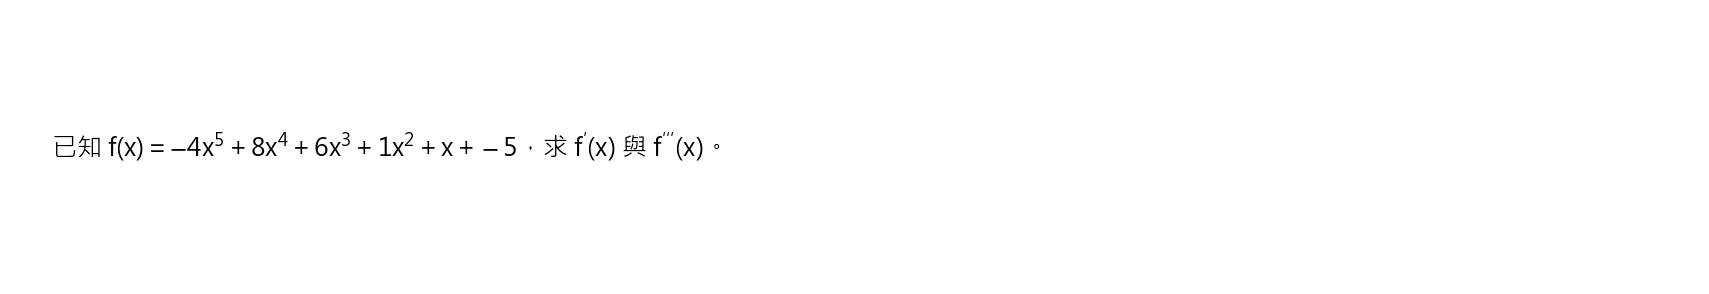 已知 f(x) = −4x⁵ + 8x⁴ + 6x³ + 1x² + x + − 5，求 f′(x) 與 f′′′(x)。